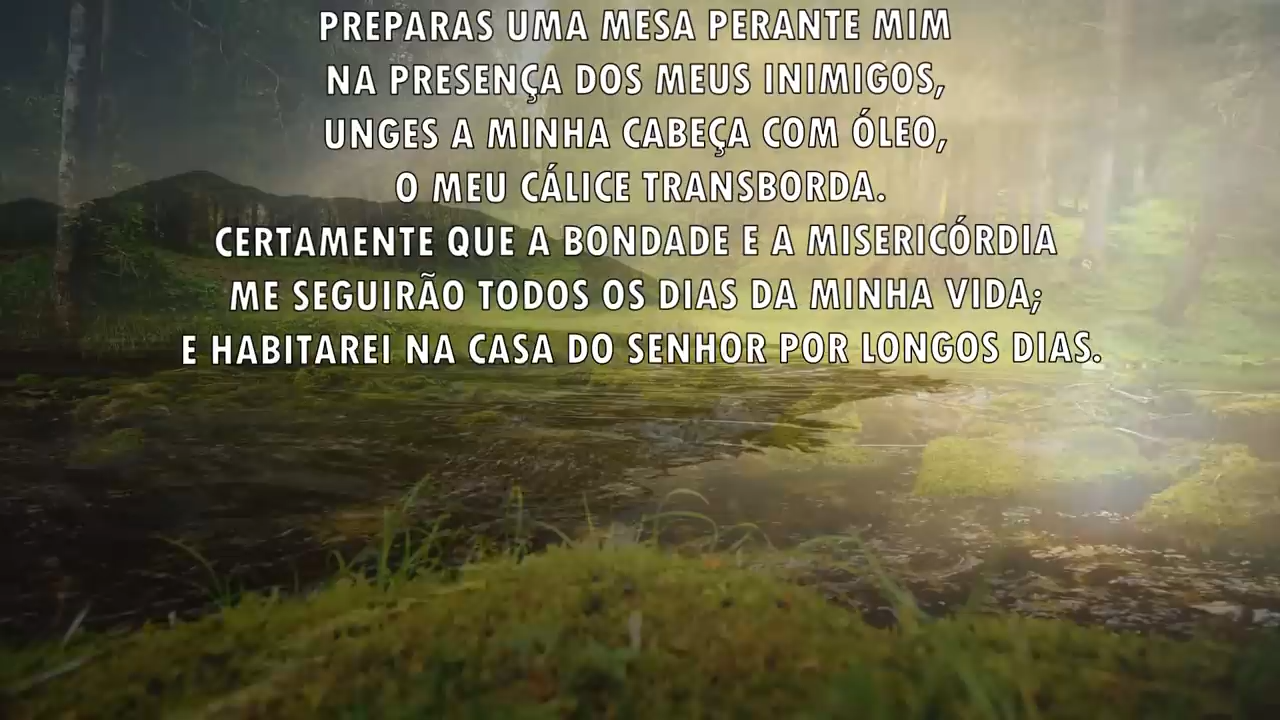 PREPARAS UMA MESA PERANTE MIM
NA PRESENÇA DOS MEUS INIMIGOS,
UNGES A MINHA CABEÇA COM ÓLEO,
O MEU CÁLICE TRANSBORDA.
CERTAMENTE QUE A BONDADE E A MISERICÓRDIA
ME SEGUIRÃO TODOS OS DIAS DA MINHA VIDA;
E HABITAREI NA CASA DO SENHOR POR LONGOS DIAS.